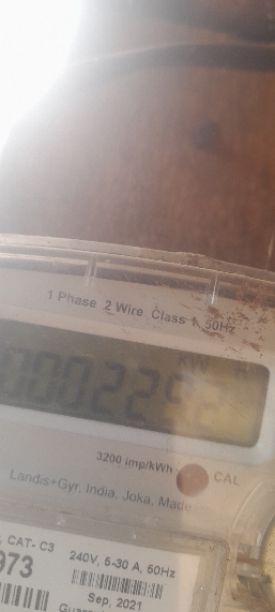 1 Phase 2 Wire Class 1 50Hz
KW
3200 imp/kWh CAL
Landis+Gyr, India, Joka, Made
, CAT- C3
973
240V, 5-30 A, 50Hz
Sep, 2021